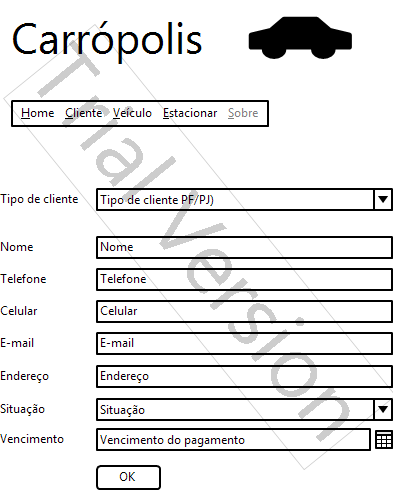 Carrópolis
Home Cliente Veículo Estacionar Sobre
Tipo de cliente Tipo de cliente PF/PJ)
Nome Nome
Telefone Telefone
Celular Celular
E-mail E-mail
Endereço Endereço
Situação Situação
Vencimento Vencimento do pagamento
OK
Trial Version